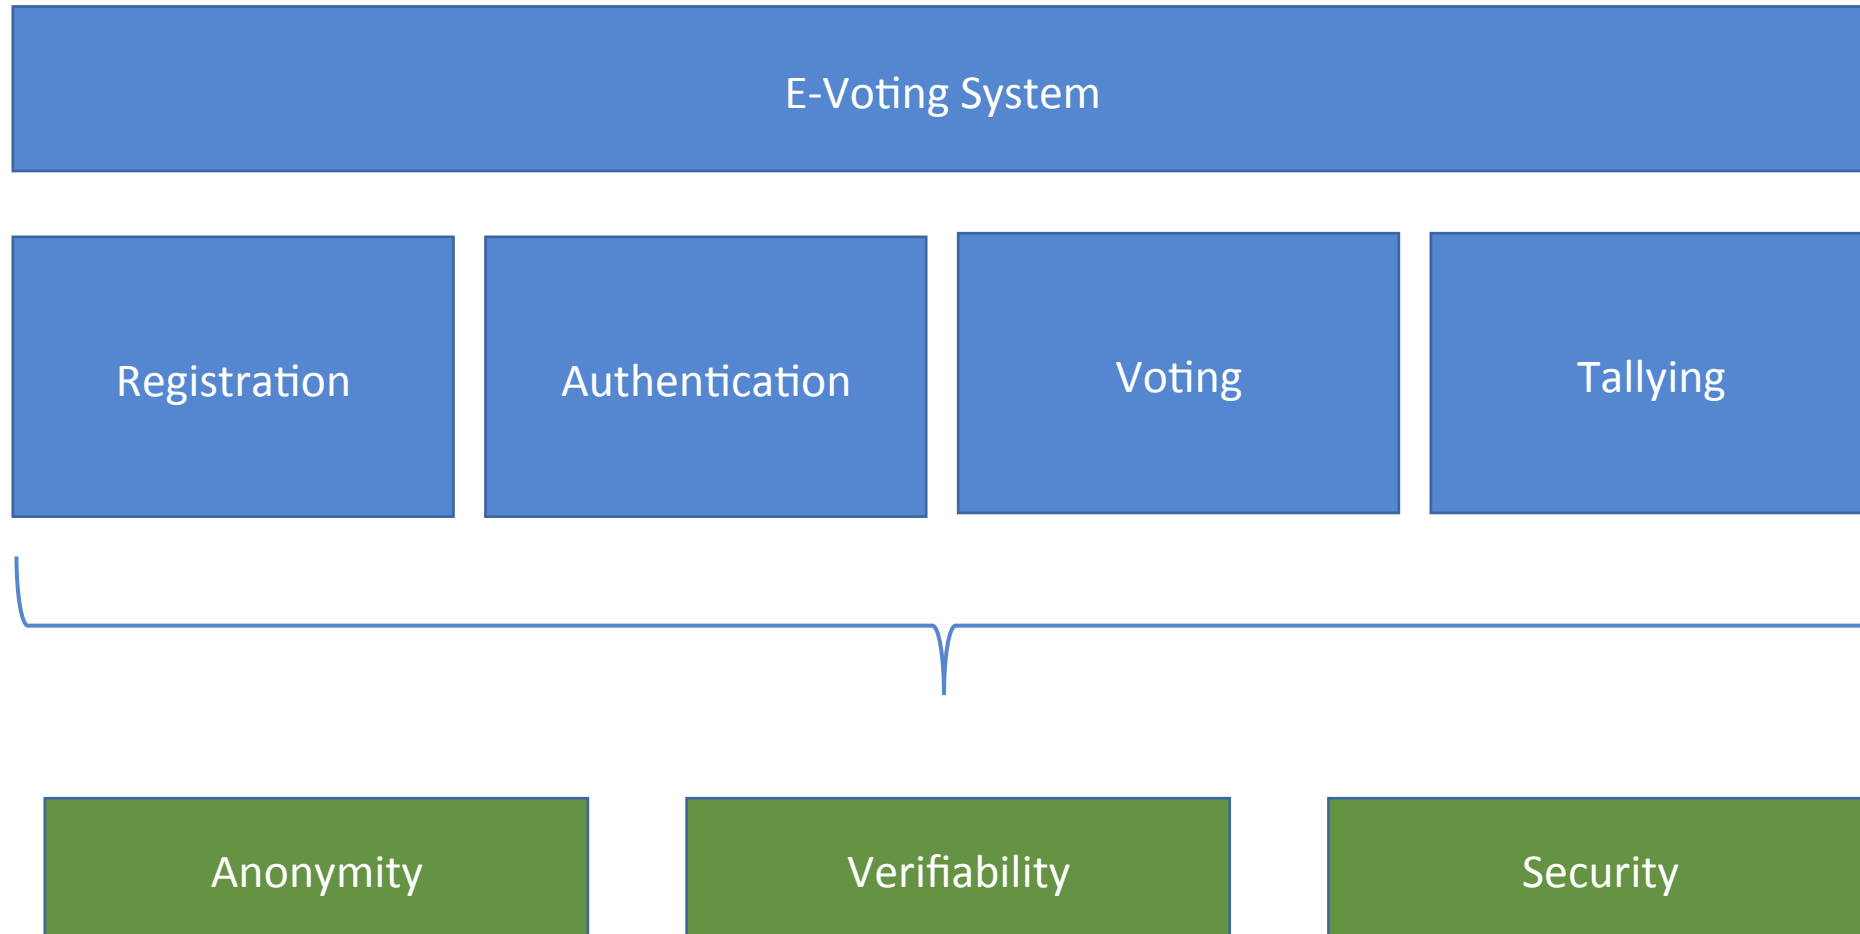 E-Voting System
Registration
Authentication
Voting
Tallying
Anonymity
Verifiability
Security